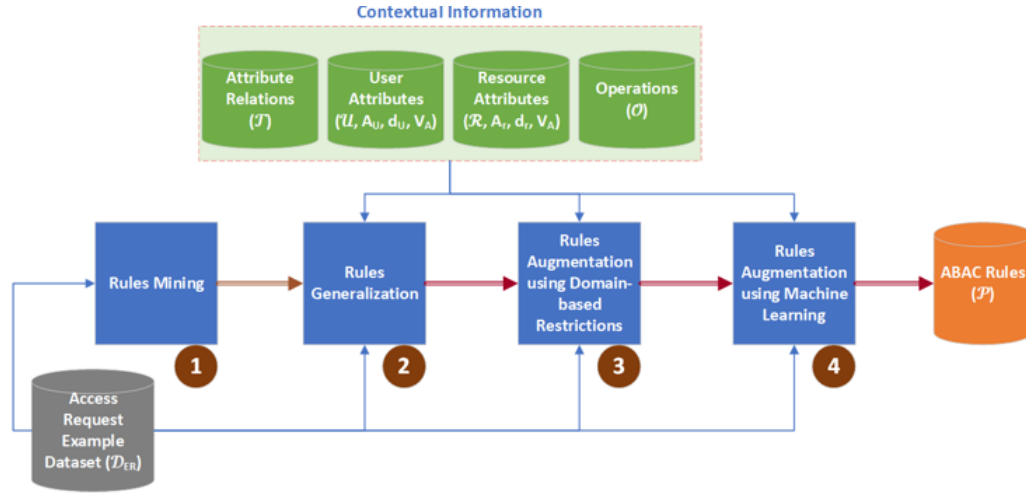 Contextual Information
Attribute
Relations
(𝒯)
User
Attributes
(𝒰, A_U, d_U, V_A)
Resource
Attributes
(ℛ, A_r, d_r, V_A)
Operations
(𝒪)
Rules Mining
Rules
Generalization
Rules
Augmentation
using Domain-
based
Restrictions
Rules
Augmentation
using Machine
Learning
ABAC Rules
(𝒫)
1
2
3
4
Access
Request
Example
Dataset (𝒟_ER)